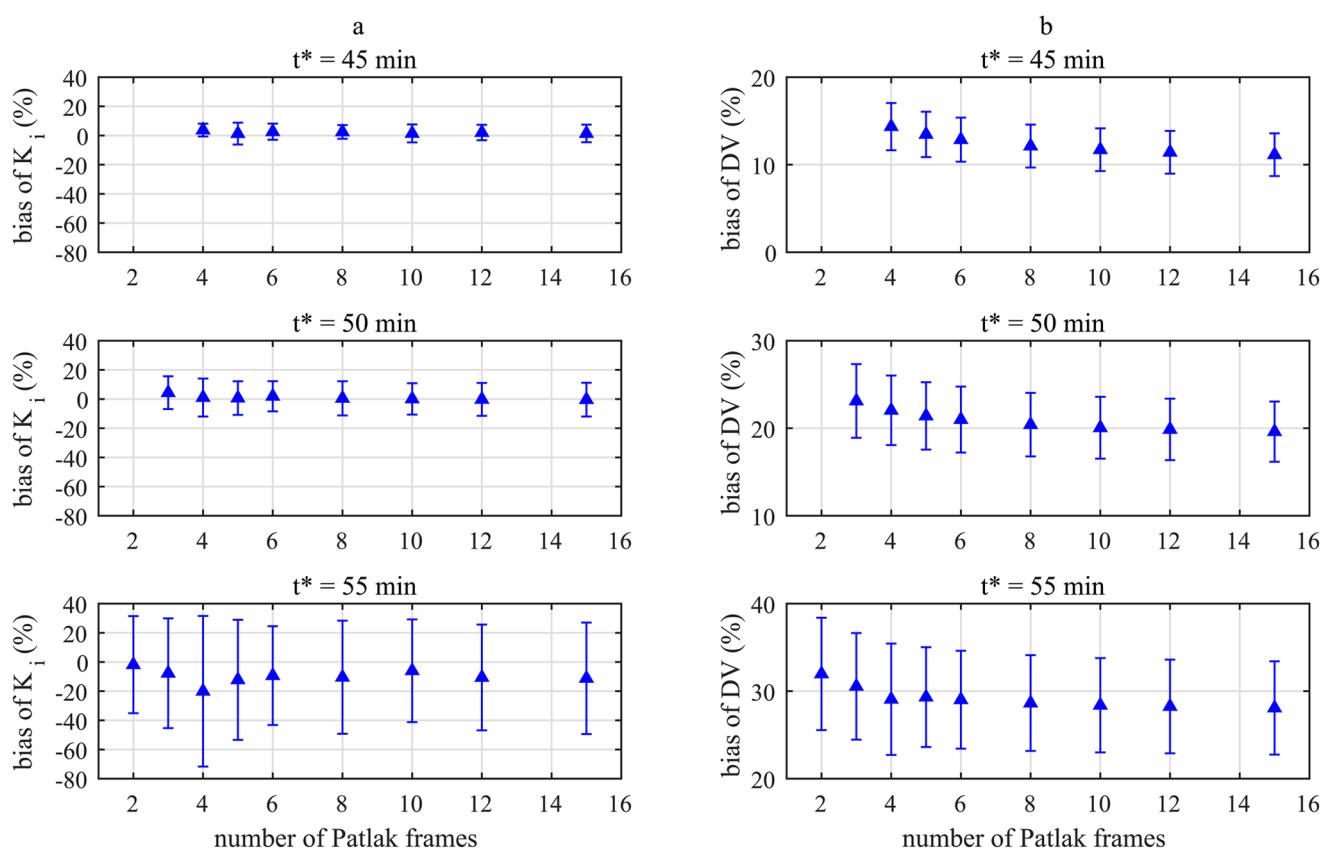 a
t* = 45 min
bias of K i (%)
40
20
0
-20
-40
-60
-80
2 4 6 8 10 12 14 16
t* = 50 min
bias of K i (%)
40
20
0
-20
-40
-60
-80
2 4 6 8 10 12 14 16
t* = 55 min
bias of K i (%)
40
20
0
-20
-40
-60
-80
2 4 6 8 10 12 14 16
number of Patlak frames
b
t* = 45 min
bias of DV (%)
20
10
0
2 4 6 8 10 12 14 16
t* = 50 min
bias of DV (%)
30
20
10
2 4 6 8 10 12 14 16
t* = 55 min
bias of DV (%)
40
30
20
2 4 6 8 10 12 14 16
number of Patlak frames